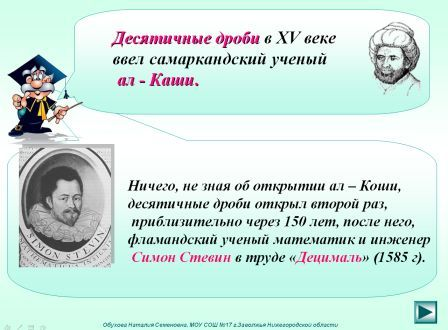 Десятичные дроби в XV веке
ввел самаркандский ученый
ал - Каши.
SIMON STEVIN
Ничего, не зная об открытии ал – Коши,
десятичные дроби открыл второй раз,
приблизительно через 150 лет, после него,
фламандский ученый математик и инженер
Симон Стевин в труде «Децималь» (1585 г.).
Обухова Наталия Семеновна. МОУ СОШ №17 г.Заволжья Нижегородской области